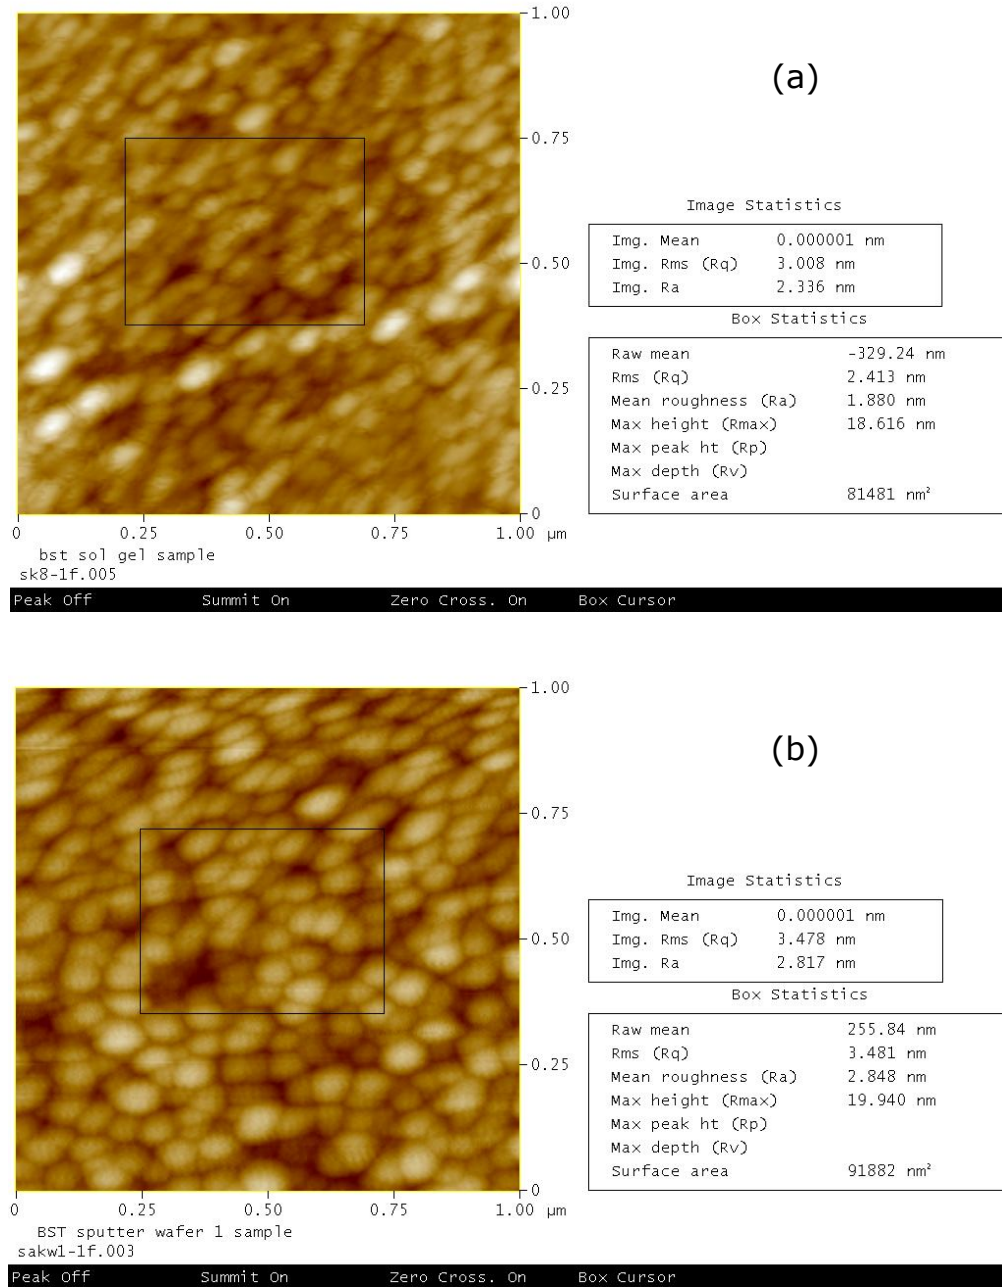 1.00
(a)
0.75
Image Statistics
Img. Mean 0.000001 nm
Img. Rms (Rq) 3.008 nm
Img. Ra 2.336 nm
0.50
Box Statistics
Raw mean -329.24 nm
Rms (Rq) 2.413 nm
Mean roughness (Ra) 1.880 nm
Max height (Rmax) 18.616 nm
Max peak ht (Rp)
Max depth (Rv)
Surface area 81481 nm²
0.25
0
0 0.25 0.50 0.75 1.00 µm
bst sol gel sample
sk8-1f.005
Peak Off Summit On Zero Cross. On Box Cursor
1.00
(b)
0.75
Image Statistics
Img. Mean 0.000001 nm
Img. Rms (Rq) 3.478 nm
Img. Ra 2.817 nm
0.50
Box Statistics
Raw mean 255.84 nm
Rms (Rq) 3.481 nm
Mean roughness (Ra) 2.848 nm
Max height (Rmax) 19.940 nm
Max peak ht (Rp)
Max depth (Rv)
Surface area 91882 nm²
0.25
0
0 0.25 0.50 0.75 1.00 µm
BST sputter wafer 1 sample
sakw1-1f.003
Peak Off Summit On Zero Cross. On Box Cursor